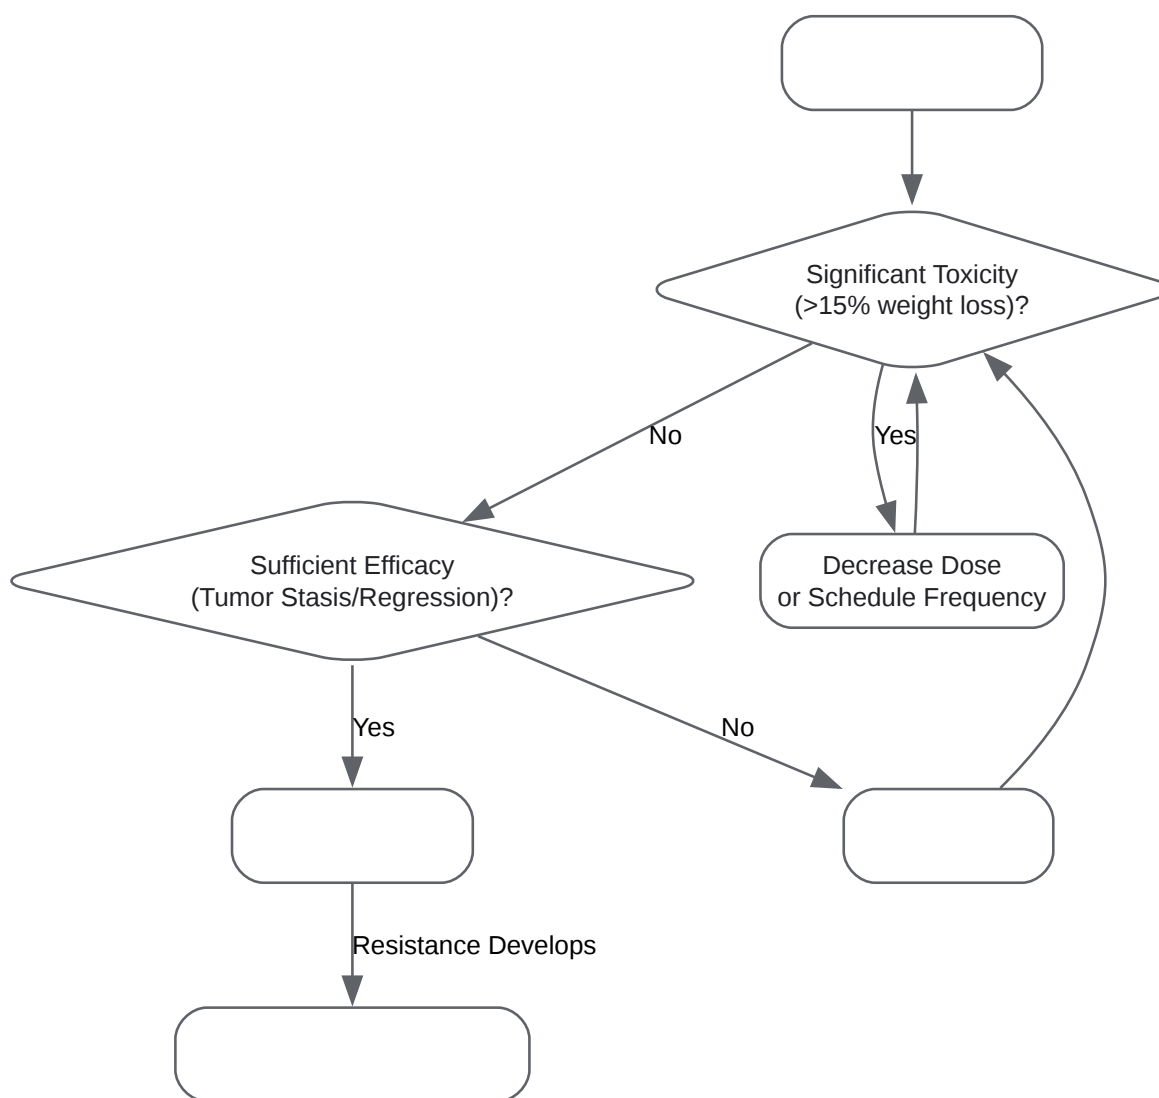 Significant Toxicity
(>15% weight loss)?
No
Yes
Sufficient Efficacy
(Tumor Stasis/Regression)?
Decrease Dose
or Schedule Frequency
Yes
No
Resistance Develops